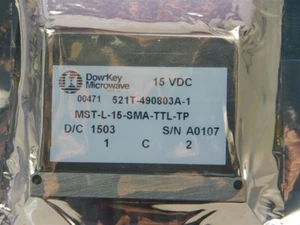 Dow-Key 15 VDC
Microwave
00471 521T-490803A-1
MST-L-15-SMA-TTL-TP
D/C 1503 S/N A0107
1 C 2